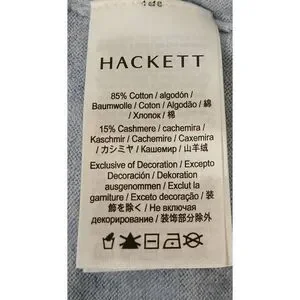 HACKETT
85% Cotton / algodón /
Baumwolle / Coton / Algodão / 綿
/ Хлопок / 棉
15% Cashmere / cachemira /
Kaschmir / Cachemire / Caxemira
/ カシミヤ / Кашемир / 山羊绒
Exclusive of Decoration / Excepto
Decoración / Dekoration
ausgenommen / Exclut la
garniture / Exceto decoração / 装
飾を除く / Не включая
декорирование / 装饰部分除外